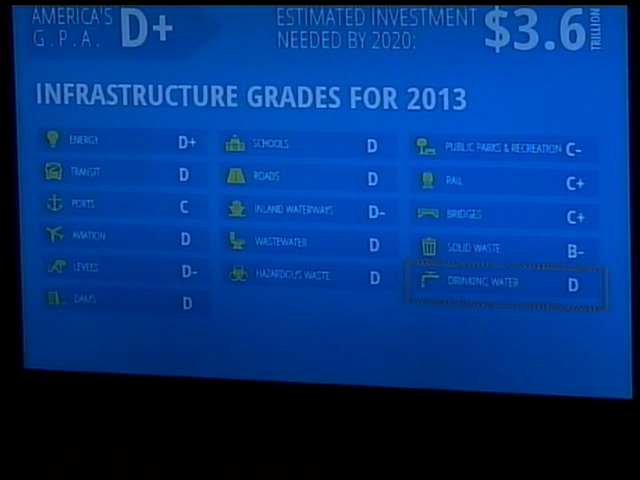 AMERICA'S
G.P.A.
D+
ESTIMATED INVESTMENT
NEEDED BY 2020:
$3.6
TRILLION
INFRASTRUCTURE GRADES FOR 2013
ENERGY D+
TRANSIT D
PORTS C
AVIATION D
LEVEES D-
DAMS D
SCHOOLS D
ROADS D
INLAND WATERWAYS D-
WASTEWATER D
HAZARDOUS WASTE D
PUBLIC PARKS & RECREATION C-
RAIL C+
BRIDGES C+
SOLID WASTE B-
DRINKING WATER D